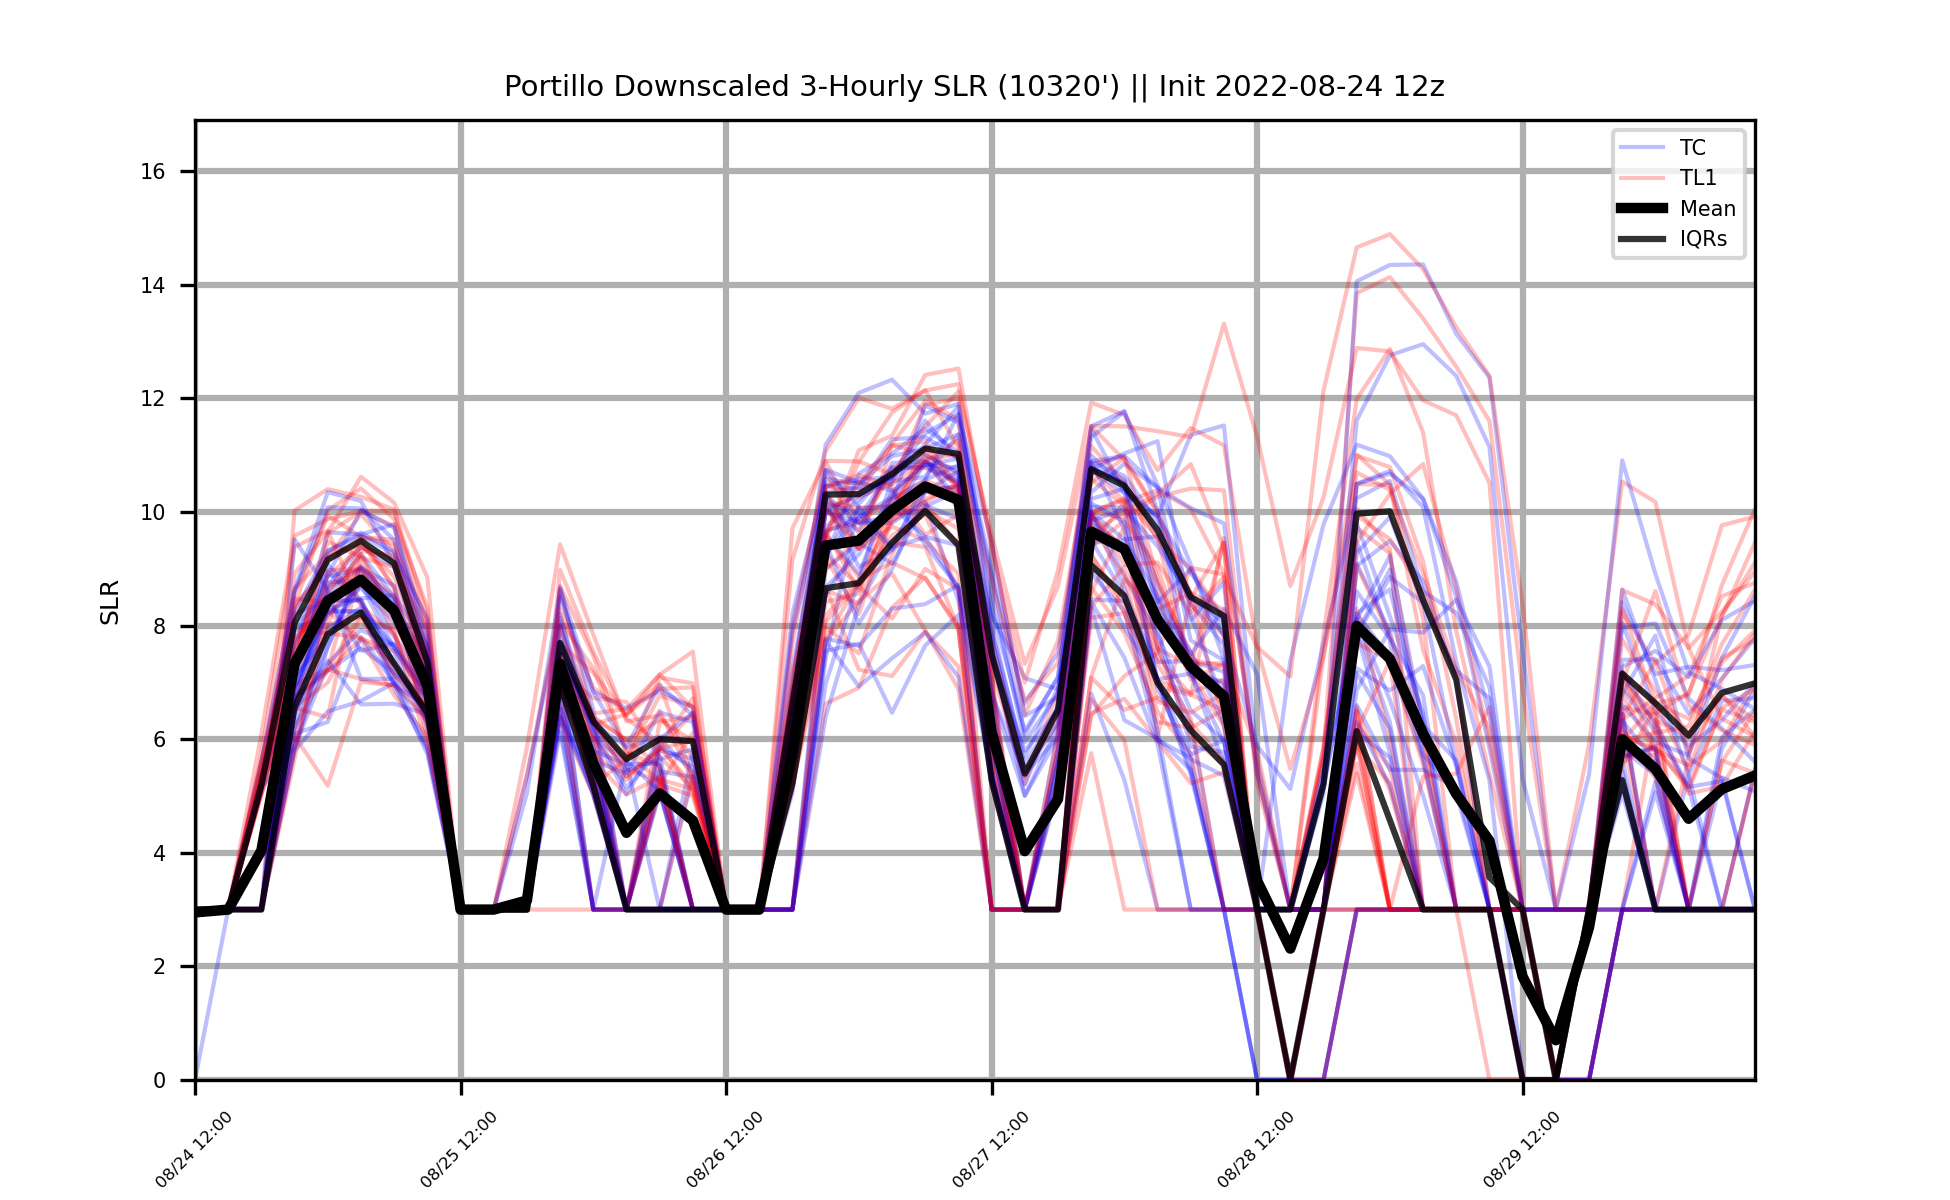 Portillo Downscaled 3-Hourly SLR (10320') || Init 2022-08-24 12z
TC
TL1
Mean
IQRs
SLR
16
14
12
10
8
6
4
2
0
08/24 12:00
08/25 12:00
08/26 12:00
08/27 12:00
08/28 12:00
08/29 12:00